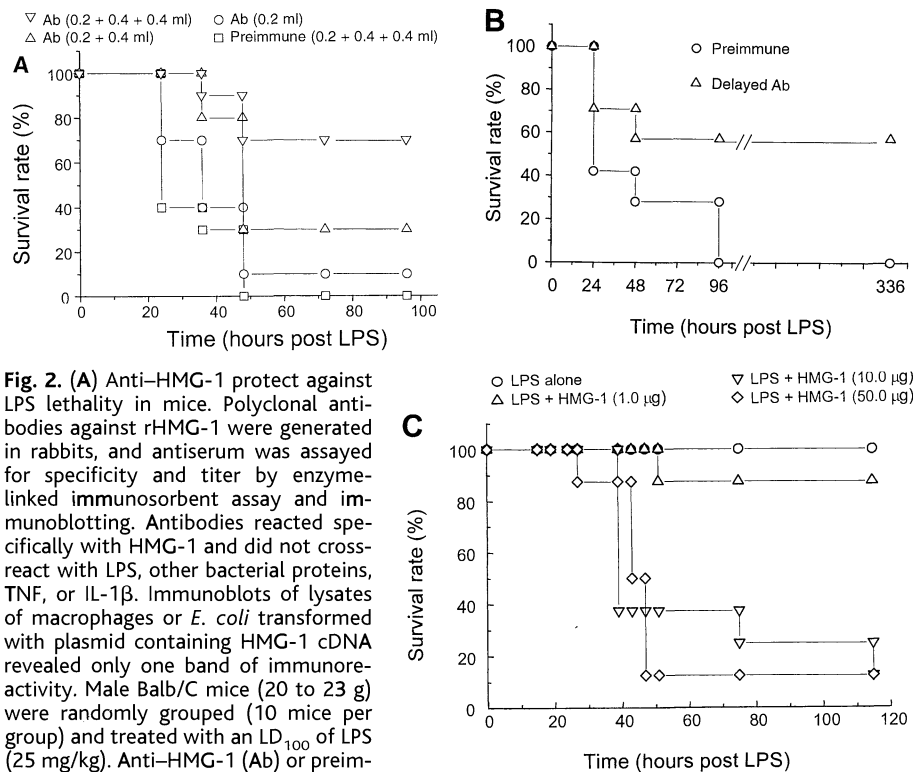 ▽ Ab (0.2 + 0.4 + 0.4 ml) ○ Ab (0.2 ml)
△ Ab (0.2 + 0.4 ml) □ Preimmune (0.2 + 0.4 + 0.4 ml)
A
100
80
60
40
20
0
Survival rate (%)
0 20 40 60 80 100
Time (hours post LPS)
B
○ Preimmune
△ Delayed Ab
100
80
60
40
20
0
Survival rate (%)
0 24 48 72 96 336
Time (hours post LPS)
Fig. 2. (A) Anti–HMG-1 protect against
LPS lethality in mice. Polyclonal anti-
bodies against rHMG-1 were generated
in rabbits, and antiserum was assayed
for specificity and titer by enzyme-
linked immunosorbent assay and im-
munoblotting. Antibodies reacted spe-
cifically with HMG-1 and did not cross-
react with LPS, other bacterial proteins,
TNF, or IL-1β. Immunoblots of lysates
of macrophages or E. coli transformed
with plasmid containing HMG-1 cDNA
revealed only one band of immunore-
activity. Male Balb/C mice (20 to 23 g)
were randomly grouped (10 mice per
group) and treated with an LD100 of LPS
(25 mg/kg). Anti–HMG-1 (Ab) or preim-
○ LPS alone ▽ LPS + HMG-1 (10.0 μg)
△ LPS + HMG-1 (1.0 μg) ◇ LPS + HMG-1 (50.0 μg)
C
100
80
60
40
20
0
Survival rate (%)
0 20 40 60 80 100 120
Time (hours post LPS)